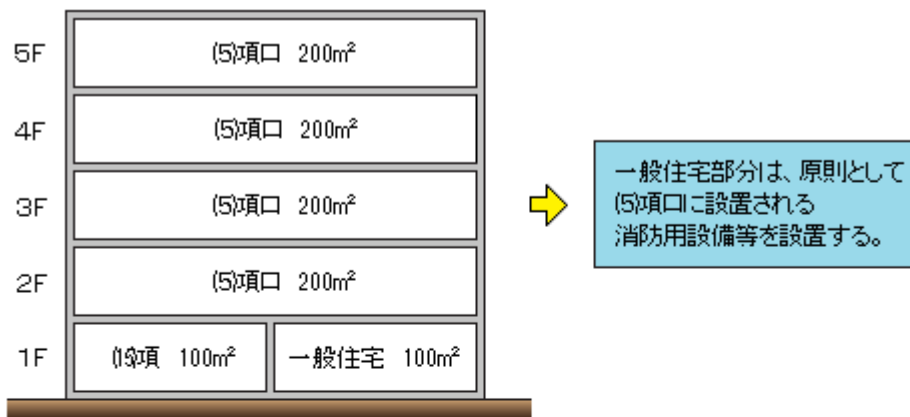 5F (5)項ロ 200m²
4F (5)項ロ 200m²
3F (5)項ロ 200m²
2F (5)項ロ 200m²
1F (15)項 100m² 一般住宅 100m²
一般住宅部分は、原則として
(5)項ロに設置される
消防用設備等を設置する。